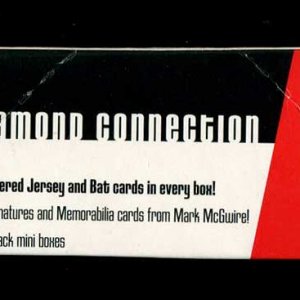 amond connection
ered Jersey and Bat cards in every box!
natures and Memorabilia cards from Mark McGwire!
ack mini boxes